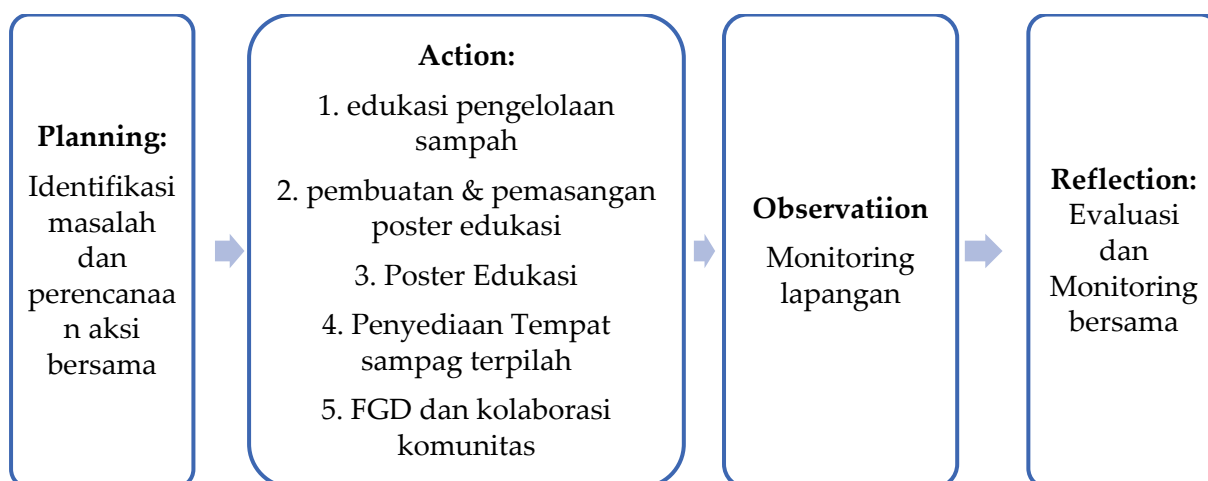 Planning:
Identifikasi
masalah
dan
perencanaa
n aksi
bersama
Action:
1. edukasi pengelolaan
sampah
2. pembuatan & pemasangan
poster edukasi
3. Poster Edukasi
4. Penyediaan Tempat
sampag terpilah
5. FGD dan kolaborasi
komunitas
Observatiion
Monitoring
lapangan
Reflection:
Evaluasi
dan
Monitoring
bersama